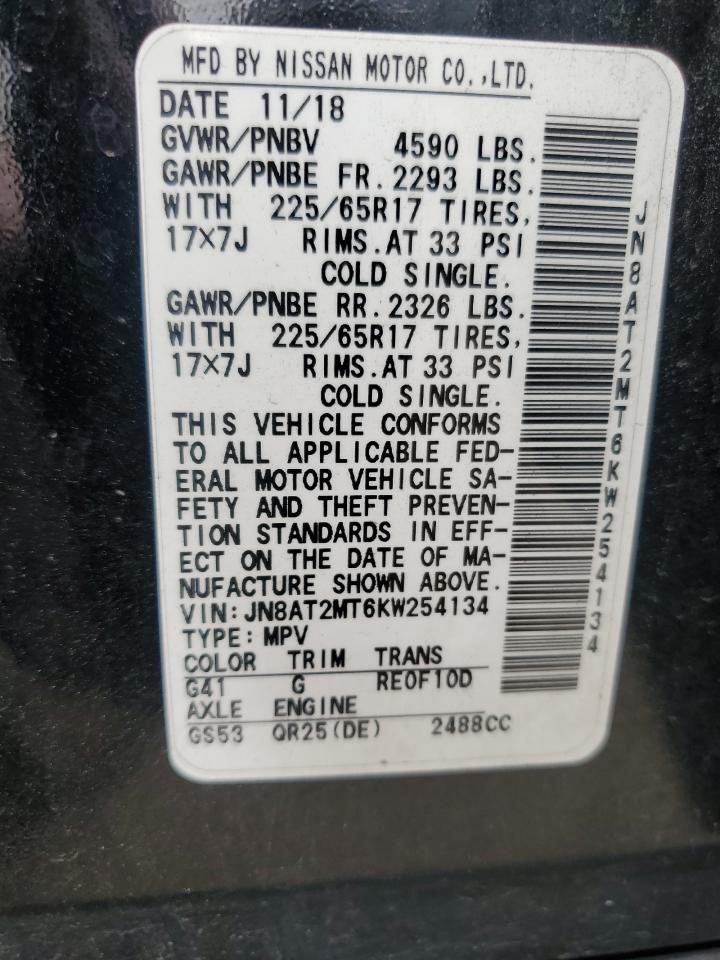 MFD BY NISSAN MOTOR CO.,LTD.
DATE 11/18
GVWR/PNBV 4590 LBS.
GAWR/PNBE FR. 2293 LBS.
WITH 225/65R17 TIRES,
17X7J RIMS.AT 33 PSI
COLD SINGLE.
GAWR/PNBE RR. 2326 LBS.
WITH 225/65R17 TIRES,
17X7J RIMS.AT 33 PSI
COLD SINGLE.
THIS VEHICLE CONFORMS
TO ALL APPLICABLE FED-
ERAL MOTOR VEHICLE SA-
FETY AND THEFT PREVEN-
TION STANDARDS IN EFF-
ECT ON THE DATE OF MA-
NUFACTURE SHOWN ABOVE.
VIN:JN8AT2MT6KW254134
TYPE:MPV
COLOR TRIM TRANS
G41 G RE0F10D
AXLE ENGINE
GS53 QR25(DE) 2488CC
JN8AT2MT6KW254134